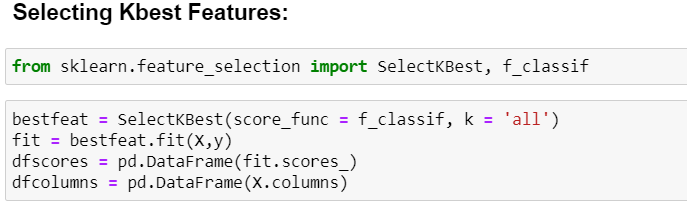 Selecting Kbest Features:
from sklearn.feature_selection import SelectKBest, f_classif
bestfeat = SelectKBest(score_func = f_classif, k = 'all')
fit = bestfeat.fit(X,y)
dfscores = pd.DataFrame(fit.scores_)
dfcolumns = pd.DataFrame(X.columns)